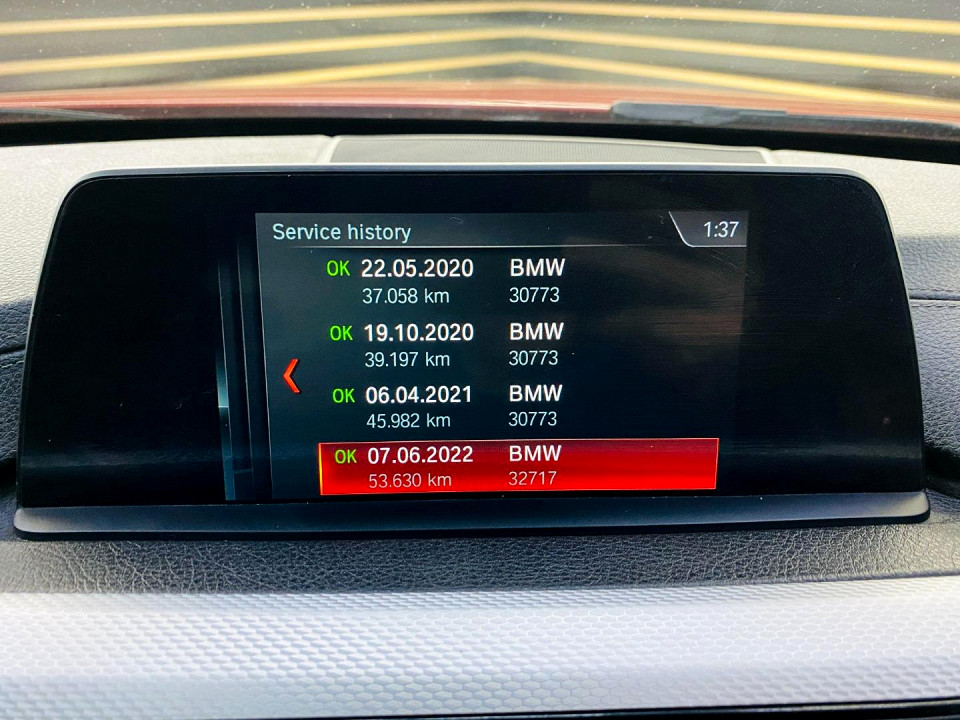 Service history 1:37
OK 22.05.2020 BMW
37.058 km 30773
OK 19.10.2020 BMW
39.197 km 30773
OK 06.04.2021 BMW
45.982 km 30773
OK 07.06.2022 BMW
53.630 km 32717